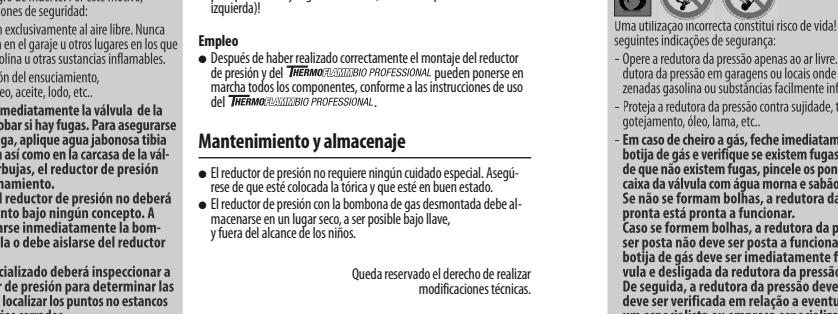 ones de seguridad:
exclusivamente al aire libre. Nunca
en el garaje u otros lugares en los que
olina u otras sustancias inflamables.
ón del ensuciamiento,
eo, aceite, lodo, etc..
mediatamente la válvula de la
obar si hay fugas. Para asegurarse
ga, aplique agua jabonosa tibia
así como en la carcasa de la vál-
rbujas, el reductor de presión
namiento.
l reductor de presión no deberá
nto bajo ningún concepto. A
arse inmediatamente la bom-
la o debe aislarse del reductor
cializado deberá inspeccionar a
r de presión para determinar las
localizar los puntos no estancos
izquierda)!
Empleo
● Después de haber realizado correctamente el montaje del reductor
de presión y del THERMOFLAMM BIO PROFESSIONAL pueden ponerse en
marcha todos los componentes, conforme a las instrucciones de uso
del THERMOFLAMM BIO PROFESSIONAL.
Mantenimiento y almacenaje
● El reductor de presión no requiere ningún cuidado especial. Asegú-
rese de que esté colocada la tórica y que esté en buen estado.
● El reductor de presión con la bombona de gas desmontada debe al-
macenarse en un lugar seco, a ser posible bajo llave,
y fuera del alcance de los niños.
Queda reservado el derecho de realizar
modificaciones técnicas.
Uma utilização incorrecta constitui risco de vida!
seguintes indicações de segurança:
- Opere a redutora da pressão apenas ao ar livre.
dutora da pressão em garagens ou locais onde
zenadas gasolina ou substâncias facilmente inf
- Proteja a redutora da pressão contra sujidade,
gotejamento, óleo, lama, etc..
- Em caso de cheiro a gás, feche imediatam
botija de gás e verifique se existem fugas
de que não existem fugas, pincele os pon
caixa da válvula com água morna e sabão
Se não se formam bolhas, a redutora da
pronta está pronta a funcionar.
Caso se formem bolhas, a redutora da p
ser posta não deve ser posta a funciona
botija de gás deve ser imediatamente f
vula e desligada da redutora da pressão
De seguida, a redutora da pressão deve
deve ser verificada em relação a eventu